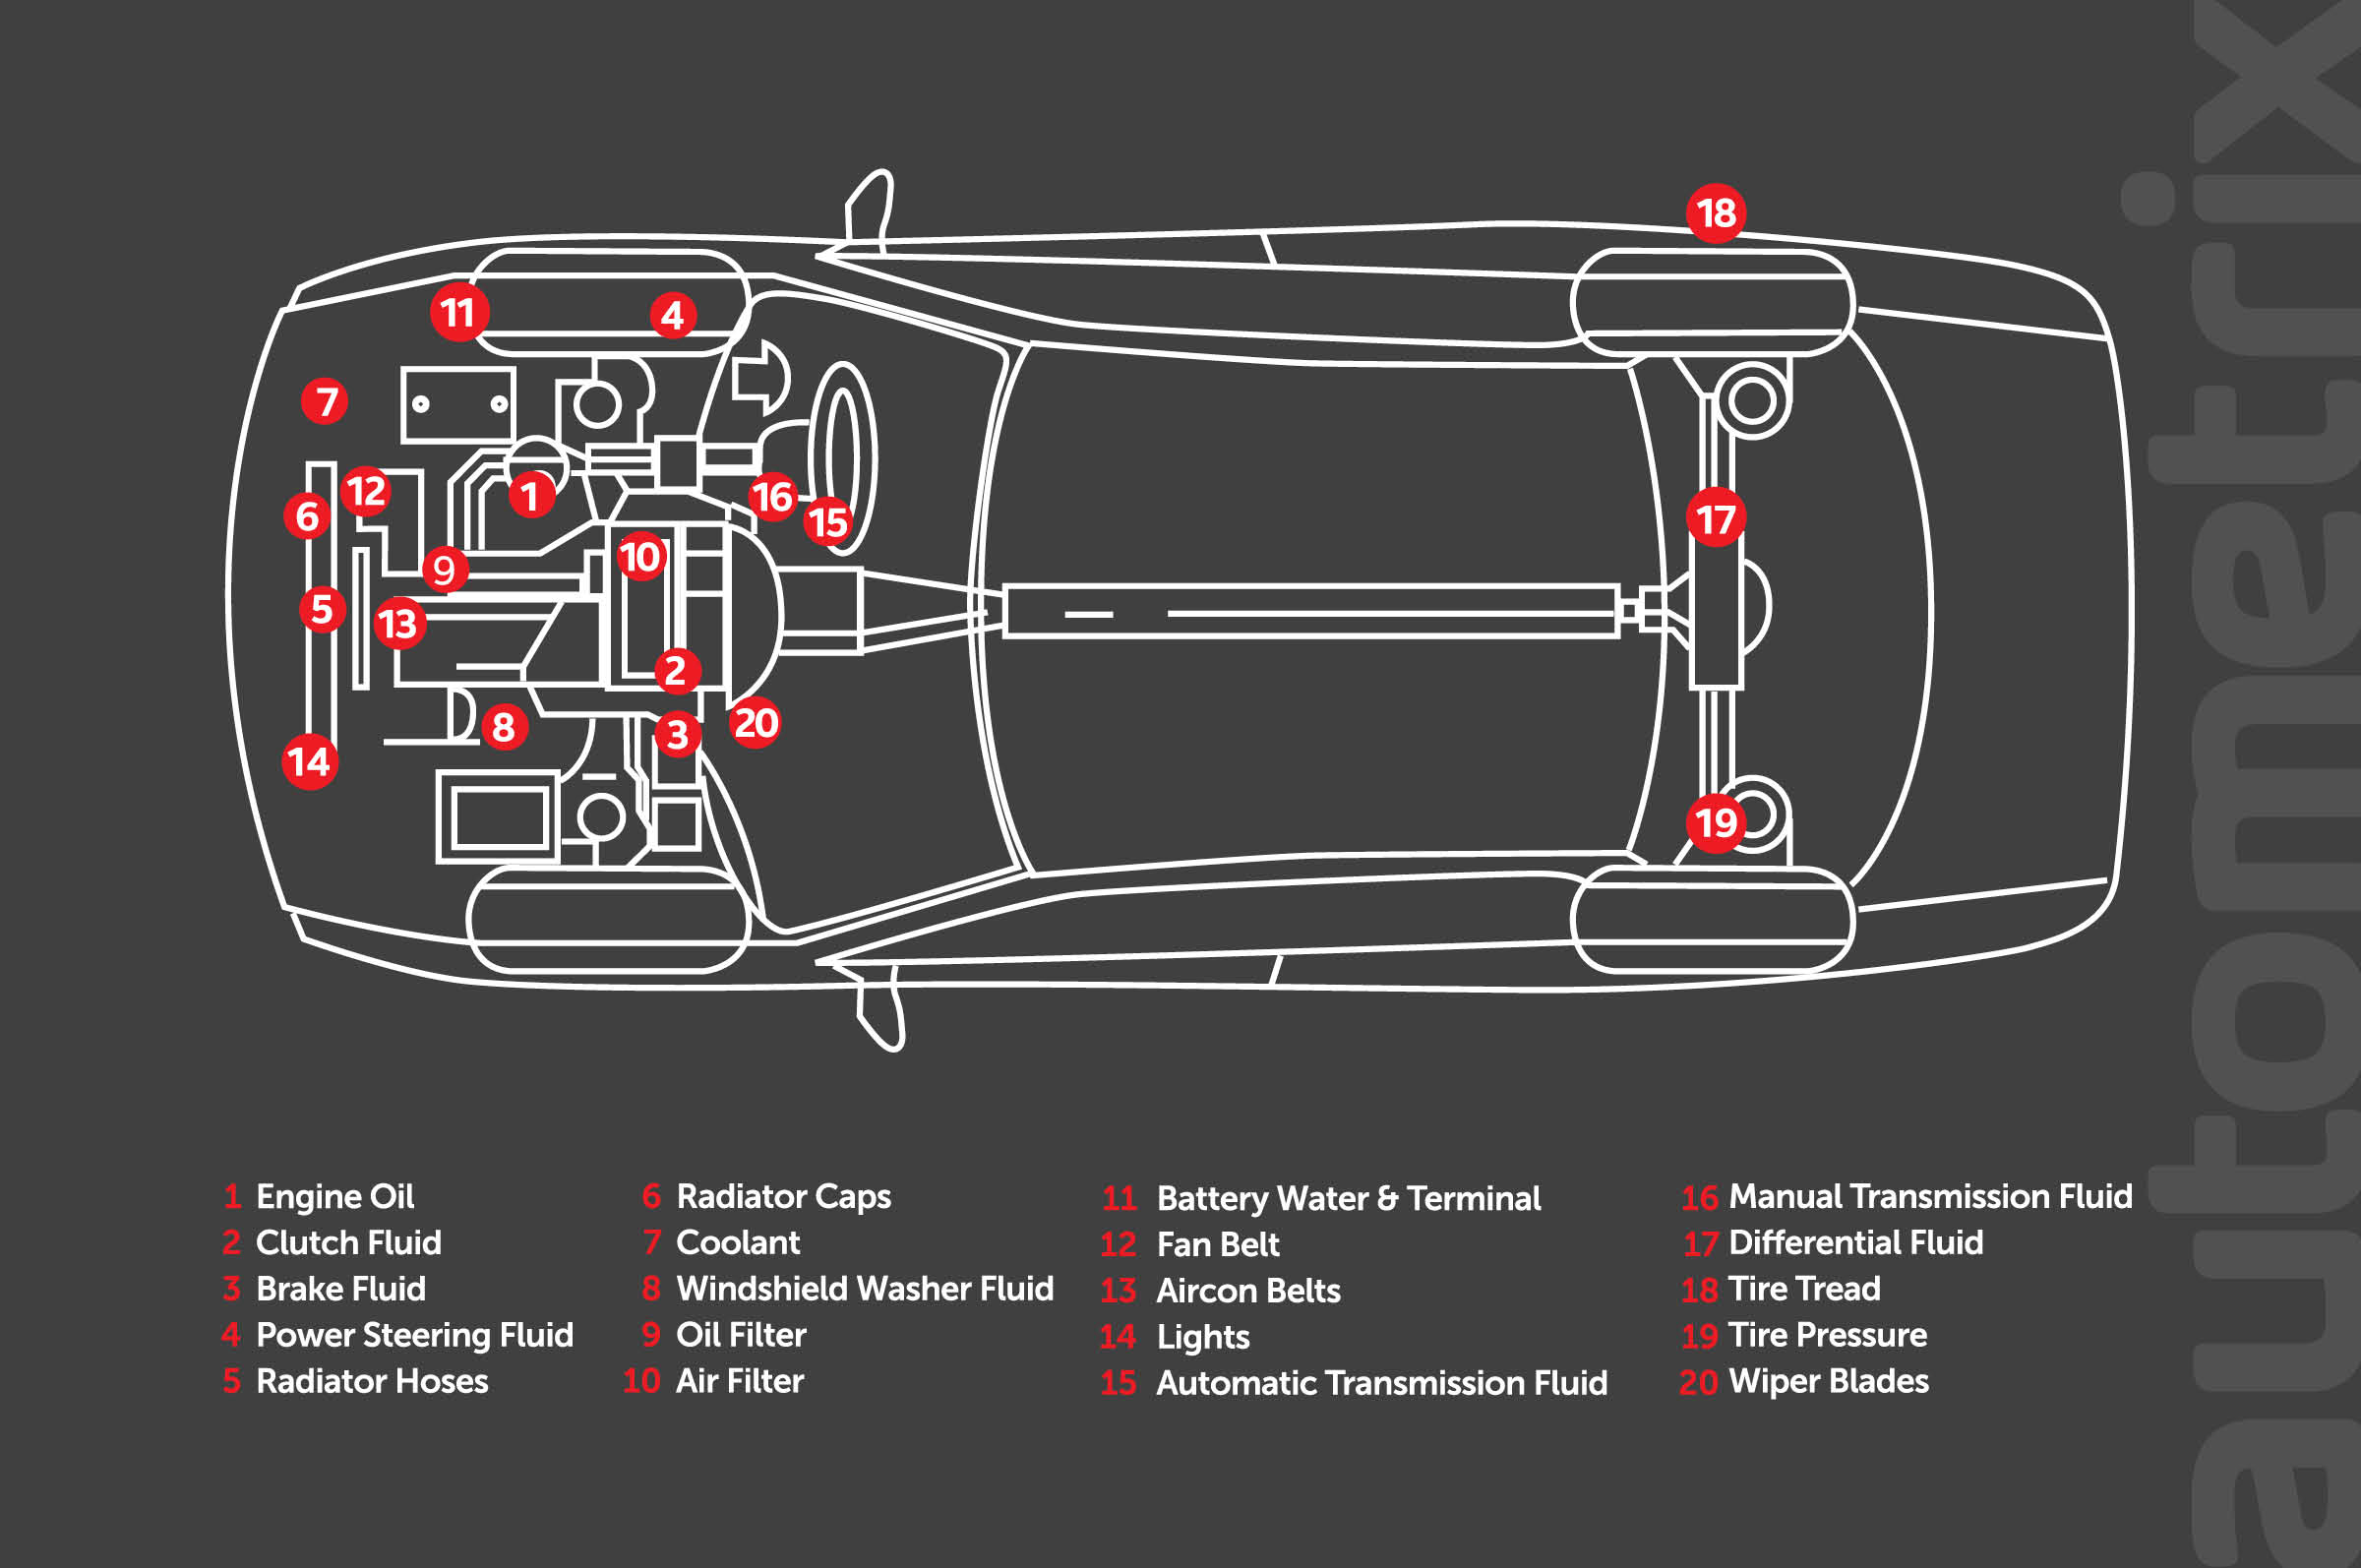 18
11
4
7
12
6
1
16
15
17
10
9
5
13
2
8
3
20
14
19
1 Engine Oil
2 Clutch Fluid
3 Brake Fluid
4 Power Steering Fluid
5 Radiator Hoses
6 Radiator Caps
7 Coolant
8 Windshield Washer Fluid
9 Oil Filter
10 Air Filter
11 Battery Water & Terminal
12 Fan Belt
13 Aircon Belts
14 Lights
15 Automatic Transmission Fluid
16 Manual Transmission Fluid
17 Differential Fluid
18 Tire Tread
19 Tire Pressure
20 Wiper Blades
autometrix